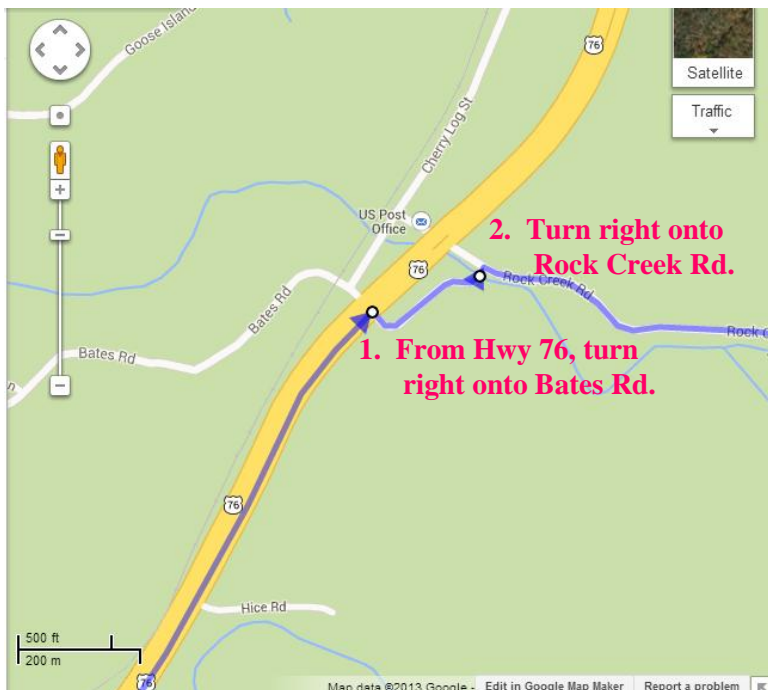 Goose Island
76
Satellite
Traffic
Cherry Log St
US Post
Office
2. Turn right onto
Rock Creek Rd.
76
Rock Creek Rd
Bates Rd
Rock C
1. From Hwy 76, turn
right onto Bates Rd.
Bates Rd
n
76
Hice Rd
500 ft
200 m
76
Map data ©2013 Google - Edit in Google Map Maker Report a problem